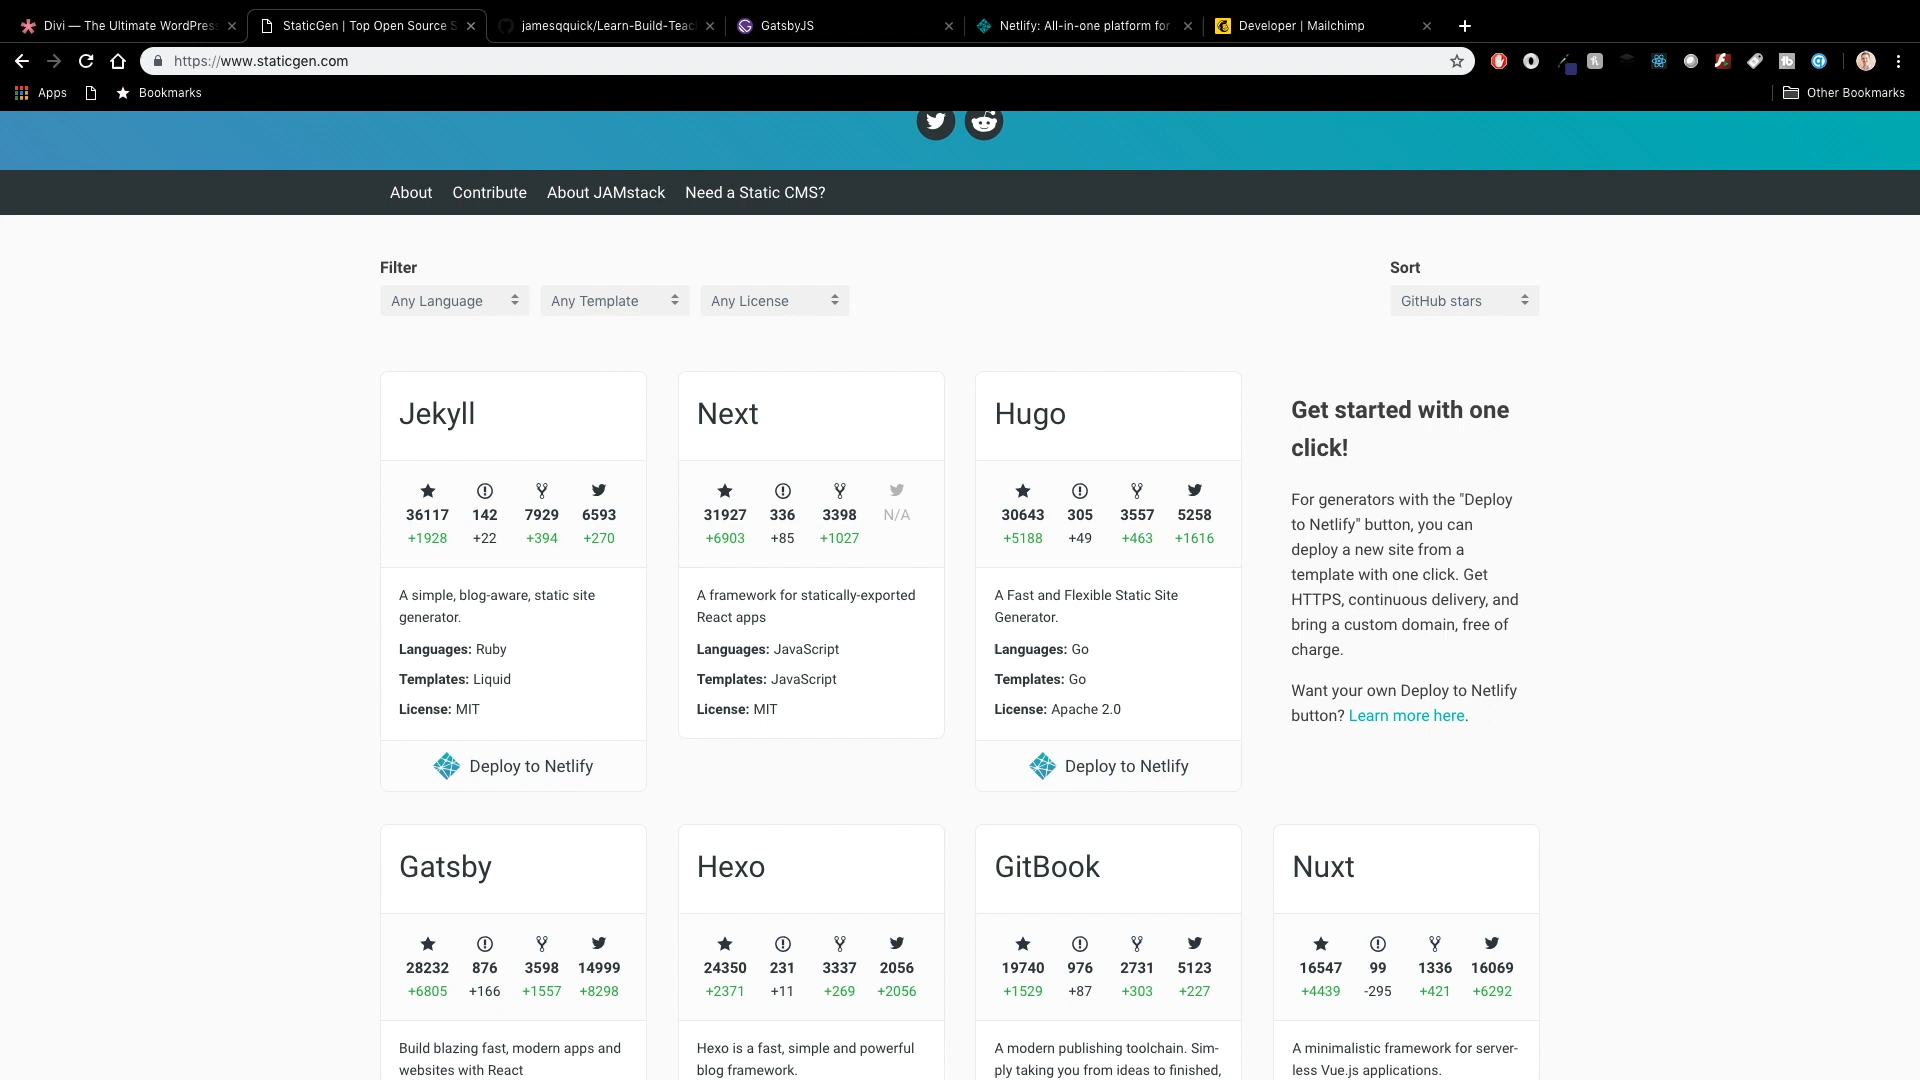 Divi — The Ultimate WordPress
StaticGen | Top Open Source S
jamesqquick/Learn-Build-Teac
GatsbyJS
Netlify: All-in-one platform for
Developer | Mailchimp
https://www.staticgen.com
Apps
Bookmarks
Other Bookmarks
About Contribute About JAMstack Need a Static CMS?
Filter
Sort
Any Language Any Template Any License
GitHub stars
Jekyll
36117 142 7929 6593
+1928 +22 +394 +270
A simple, blog-aware, static site
generator.
Languages: Ruby
Templates: Liquid
License: MIT
Deploy to Netlify
Next
31927 336 3398 N/A
+6903 +85 +1027
A framework for statically-exported
React apps
Languages: JavaScript
Templates: JavaScript
License: MIT
Hugo
30643 305 3557 5258
+5188 +49 +463 +1616
A Fast and Flexible Static Site
Generator.
Languages: Go
Templates: Go
License: Apache 2.0
Deploy to Netlify
Get started with one
click!
For generators with the "Deploy
to Netlify" button, you can
deploy a new site from a
template with one click. Get
HTTPS, continuous delivery, and
bring a custom domain, free of
charge.
Want your own Deploy to Netlify
button? Learn more here.
Gatsby
28232 876 3598 14999
+6805 +166 +1557 +8298
Build blazing fast, modern apps and
websites with React
Hexo
24350 231 3337 2056
+2371 +11 +269 +2056
Hexo is a fast, simple and powerful
blog framework.
GitBook
19740 976 2731 5123
+1529 +87 +303 +227
A modern publishing toolchain. Sim-
ply taking you from ideas to finished,
Nuxt
16547 99 1336 16069
+4439 -295 +421 +6292
A minimalistic framework for server-
less Vue.js applications.